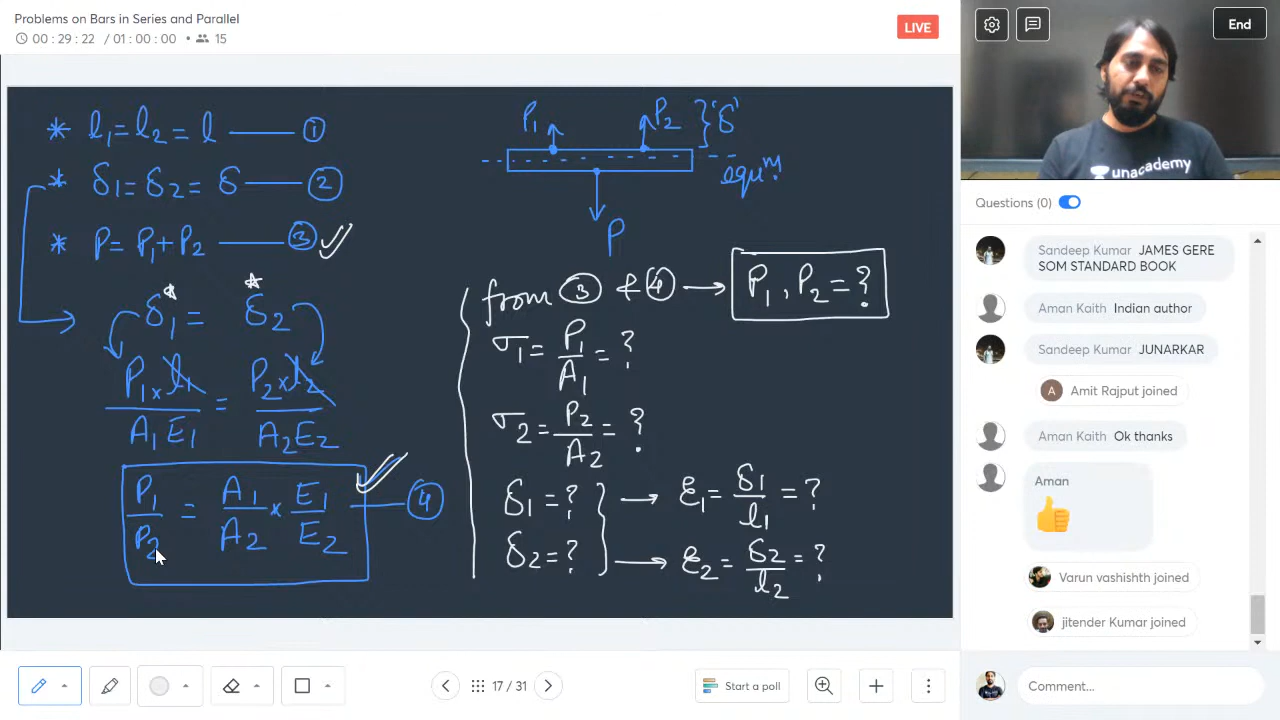 Problems on Bars in Series and Parallel
00 : 29 : 22 / 01 : 00 : 00 • 15
LIVE
End
* l₁ = l₂ = l — ①
* δ₁ = δ₂ = δ — ②
* P = P₁ + P₂ — ③ ✓
δ₁ = δ₂
P₁ × l₁ / A₁E₁ = P₂ × l₂ / A₂E₂
P₁ / P₂ = A₁ / A₂ * E₁ / E₂ — ④
P₁ P₂ } 'δ'
equⁿ.
P
from ③ & ④ → P₁, P₂ = ?
σ₁ = P₁ / A₁ = ?
σ₂ = P₂ / A₂ = ?
δ₁ = ? → ε₁ = δ₁ / l₁ = ?
δ₂ = ? → ε₂ = δ₂ / l₂ = ?
unacademy
Questions (0)
Sandeep Kumar JAMES GERE
SOM STANDARD BOOK
Aman Kaith Indian author
Sandeep Kumar JUNARKAR
A Amit Rajput joined
Aman Kaith Ok thanks
Aman
Varun vashishth joined
jitender Kumar joined
17 / 31
Start a poll
Comment...